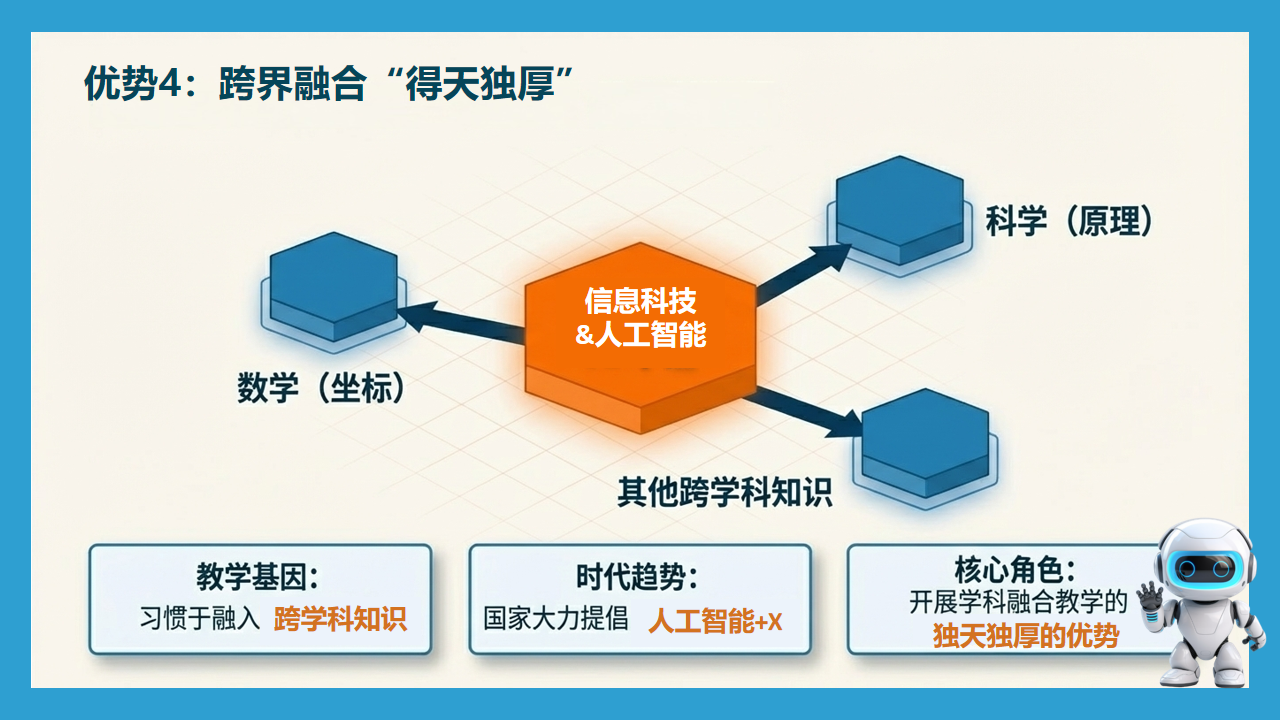 优势4：跨界融合“得天独厚”
科学（原理）
信息科技
&人工智能
数学（坐标）
其他跨学科知识
教学基因：
习惯于融入 跨学科知识
时代趋势：
国家大力提倡 人工智能+X
核心角色：
开展学科融合教学的
独天独厚的优势